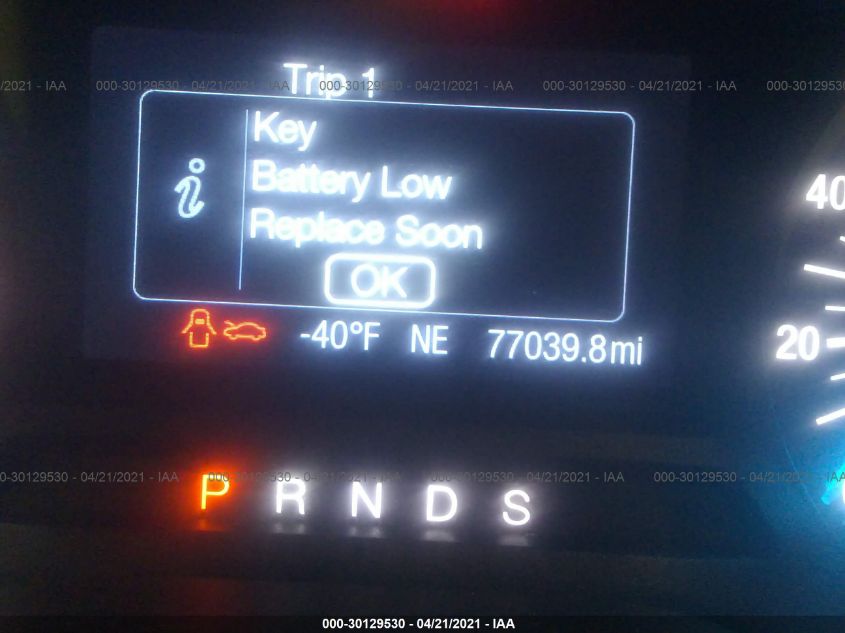 Trip 1
/2021 - IAA 000-30129530 - 04/21/2021 - IAA 000-30129530 - 04/21/2021 - IAA 000-30129530 - 04/21/2021 - IAA 000-3012953
Key
Battery Low
Replace Soon
OK
40
-40°F NE 77039.8mi
20
0-30129530 - 04/21/2021 - IAA 000-30129530 - 04/21/2021 - IAA 000-30129530 - 04/21/2021 - IAA 000-30129530 - 04/21/2021 - IAA
P R N D S
000-30129530 - 04/21/2021 - IAA